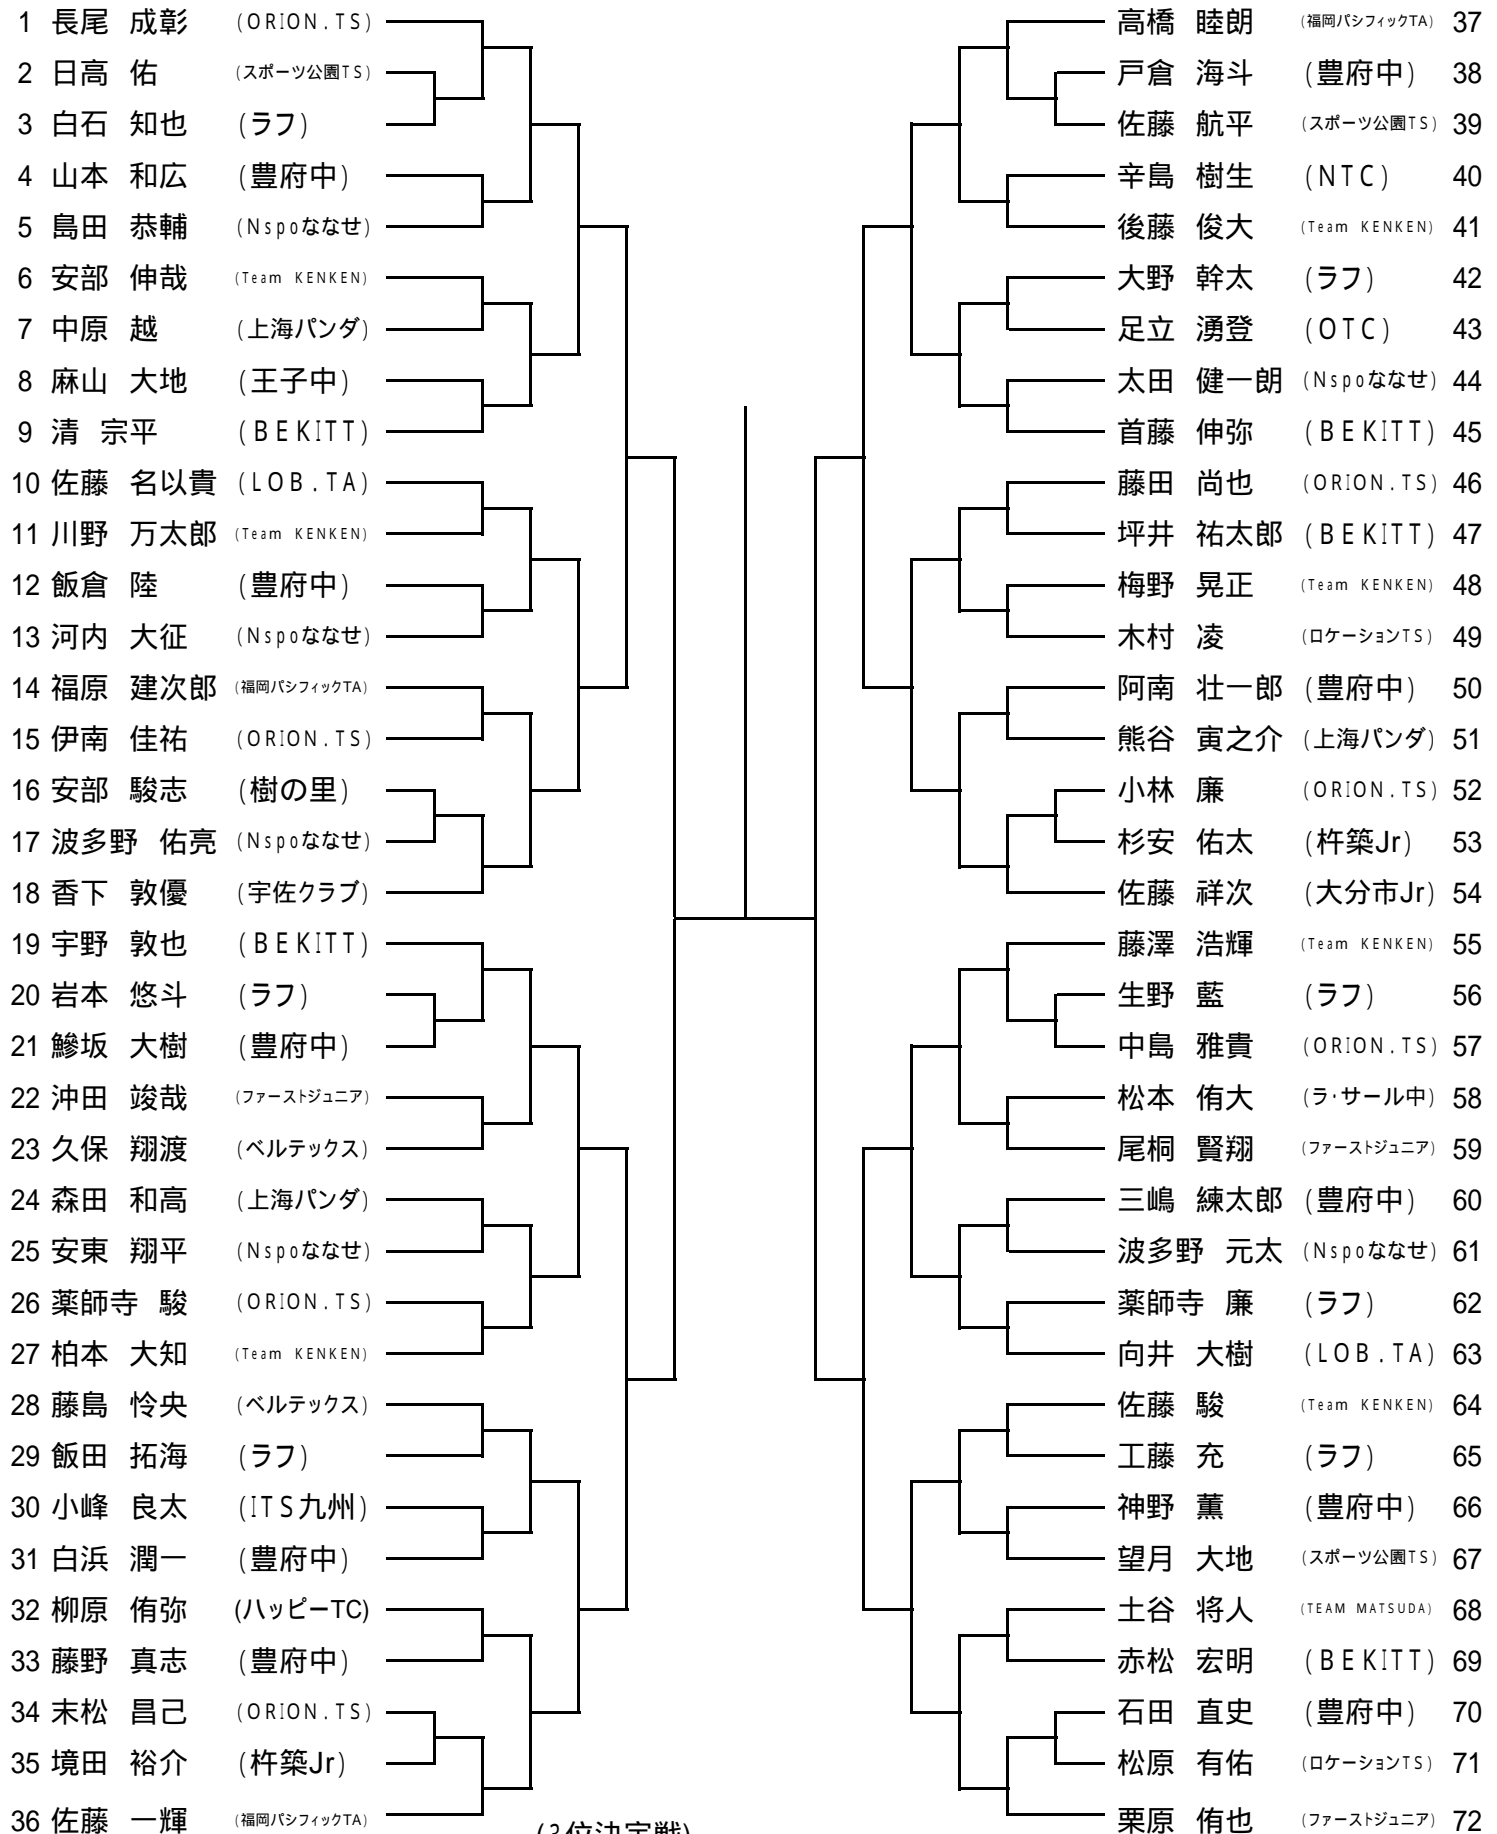 1 長尾 成彰 (ORION.TS)
2 日高 佑 (スポーツ公園TS)
3 白石 知也 (ラフ)
4 山本 和広 (豊府中)
5 島田 恭輔 (Nspoななせ)
6 安部 伸哉 (Team KENKEN)
7 中原 越 (上海パンダ)
8 麻山 大地 (王子中)
9 清 宗平 (BEKITT)
10 佐藤 名以貴 (LOB.TA)
11 川野 万太郎 (Team KENKEN)
12 飯倉 陸 (豊府中)
13 河内 大征 (Nspoななせ)
14 福原 建次郎 (福岡パシフィックTA)
15 伊南 佳祐 (ORION.TS)
16 安部 駿志 (樹の里)
17 波多野 佑亮 (Nspoななせ)
18 香下 敦優 (宇佐クラブ)
19 宇野 敦也 (BEKITT)
20 岩本 悠斗 (ラフ)
21 鰺坂 大樹 (豊府中)
22 沖田 竣哉 (ファーストジュニア)
23 久保 翔渡 (ベルテックス)
24 森田 和高 (上海パンダ)
25 安東 翔平 (Nspoななせ)
26 薬師寺 駿 (ORION.TS)
27 柏本 大知 (Team KENKEN)
28 藤島 怜央 (ベルテックス)
29 飯田 拓海 (ラフ)
30 小峰 良太 (ITS九州)
31 白浜 潤一 (豊府中)
32 柳原 侑弥 (ハッピーTC)
33 藤野 真志 (豊府中)
34 末松 昌己 (ORION.TS)
35 境田 裕介 (杵築Jr)
36 佐藤 一輝 (福岡パシフィックTA)
(3位決定戦)
高橋 睦朗 (福岡パシフィックTA) 37
戸倉 海斗 (豊府中) 38
佐藤 航平 (スポーツ公園TS) 39
辛島 樹生 (NTC) 40
後藤 俊大 (Team KENKEN) 41
大野 幹太 (ラフ) 42
足立 湧登 (OTC) 43
太田 健一朗 (Nspoななせ) 44
首藤 伸弥 (BEKITT) 45
藤田 尚也 (ORION.TS) 46
坪井 祐太郎 (BEKITT) 47
梅野 晃正 (Team KENKEN) 48
木村 凌 (ロケーションTS) 49
阿南 壮一郎 (豊府中) 50
熊谷 寅之介 (上海パンダ) 51
小林 廉 (ORION.TS) 52
杉安 佑太 (杵築Jr) 53
佐藤 祥次 (大分市Jr) 54
藤澤 浩輝 (Team KENKEN) 55
生野 藍 (ラフ) 56
中島 雅貴 (ORION.TS) 57
松本 侑大 (ラ・サール中) 58
尾桐 賢翔 (ファーストジュニア) 59
三嶋 練太郎 (豊府中) 60
波多野 元太 (Nspoななせ) 61
薬師寺 廉 (ラフ) 62
向井 大樹 (LOB.TA) 63
佐藤 駿 (Team KENKEN) 64
工藤 充 (ラフ) 65
神野 薫 (豊府中) 66
望月 大地 (スポーツ公園TS) 67
土谷 将人 (TEAM MATSUDA) 68
赤松 宏明 (BEKITT) 69
石田 直史 (豊府中) 70
松原 有佑 (ロケーションTS) 71
栗原 侑也 (ファーストジュニア) 72